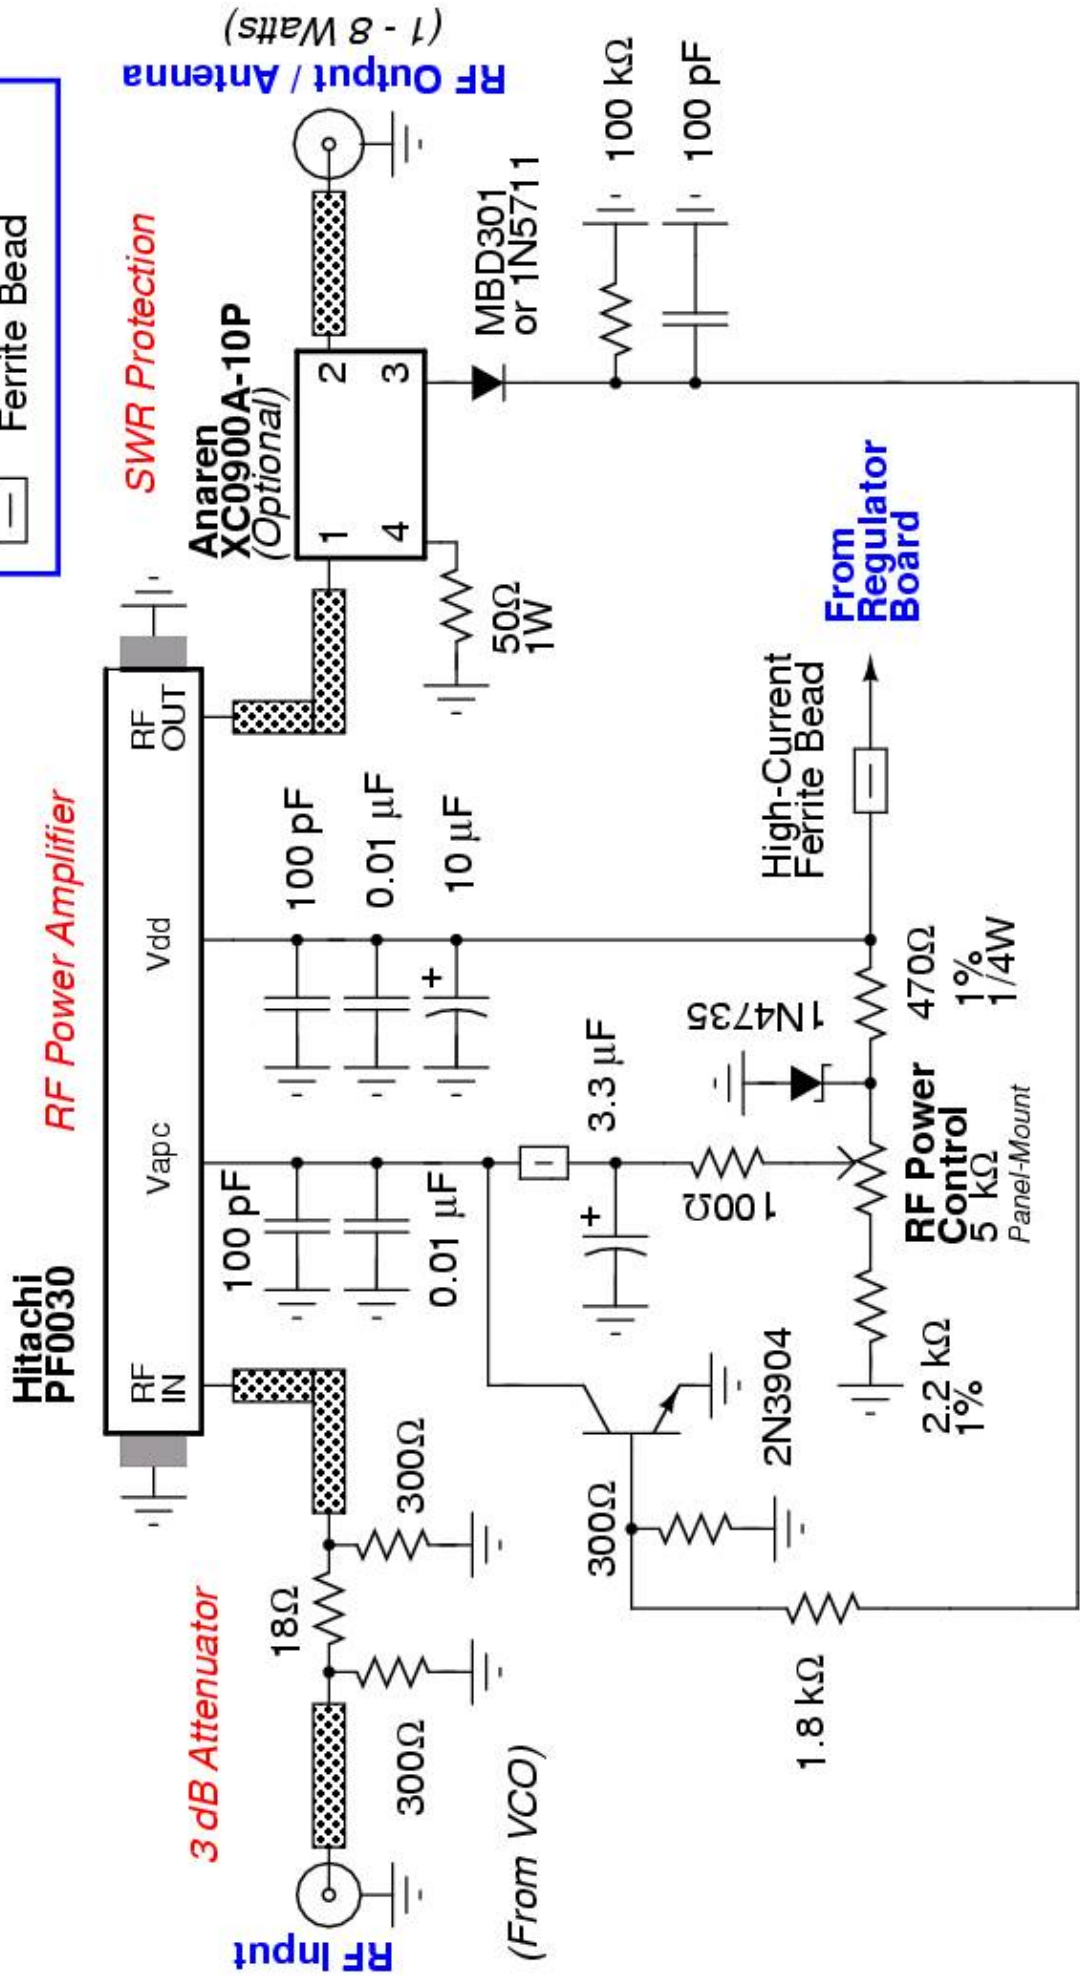 Ferrite Bead
Hitachi
PF0030
RF Power Amplifier
SWR Protection
3 dB Attenuator
RF
IN
Vapc
Vdd
RF
OUT
Anaren
XC0900A-10P
(Optional)
1
2
4
3
RF Output / Antenna
(1 - 8 Watts)
RF Input
(From VCO)
18Ω
300Ω
300Ω
100 pF
0.01 μF
100 pF
0.01 μF
+
10 μF
50Ω
1W
MBD301
or 1N5711
100 kΩ
100 pF
+
3.3 μF
100Ω
1N4735
High-Current
Ferrite Bead
From
Regulator
Board
470Ω
1%
1/4W
RF Power
Control
5 kΩ
Panel-Mount
2.2 kΩ
1%
2N3904
300Ω
1.8 kΩ